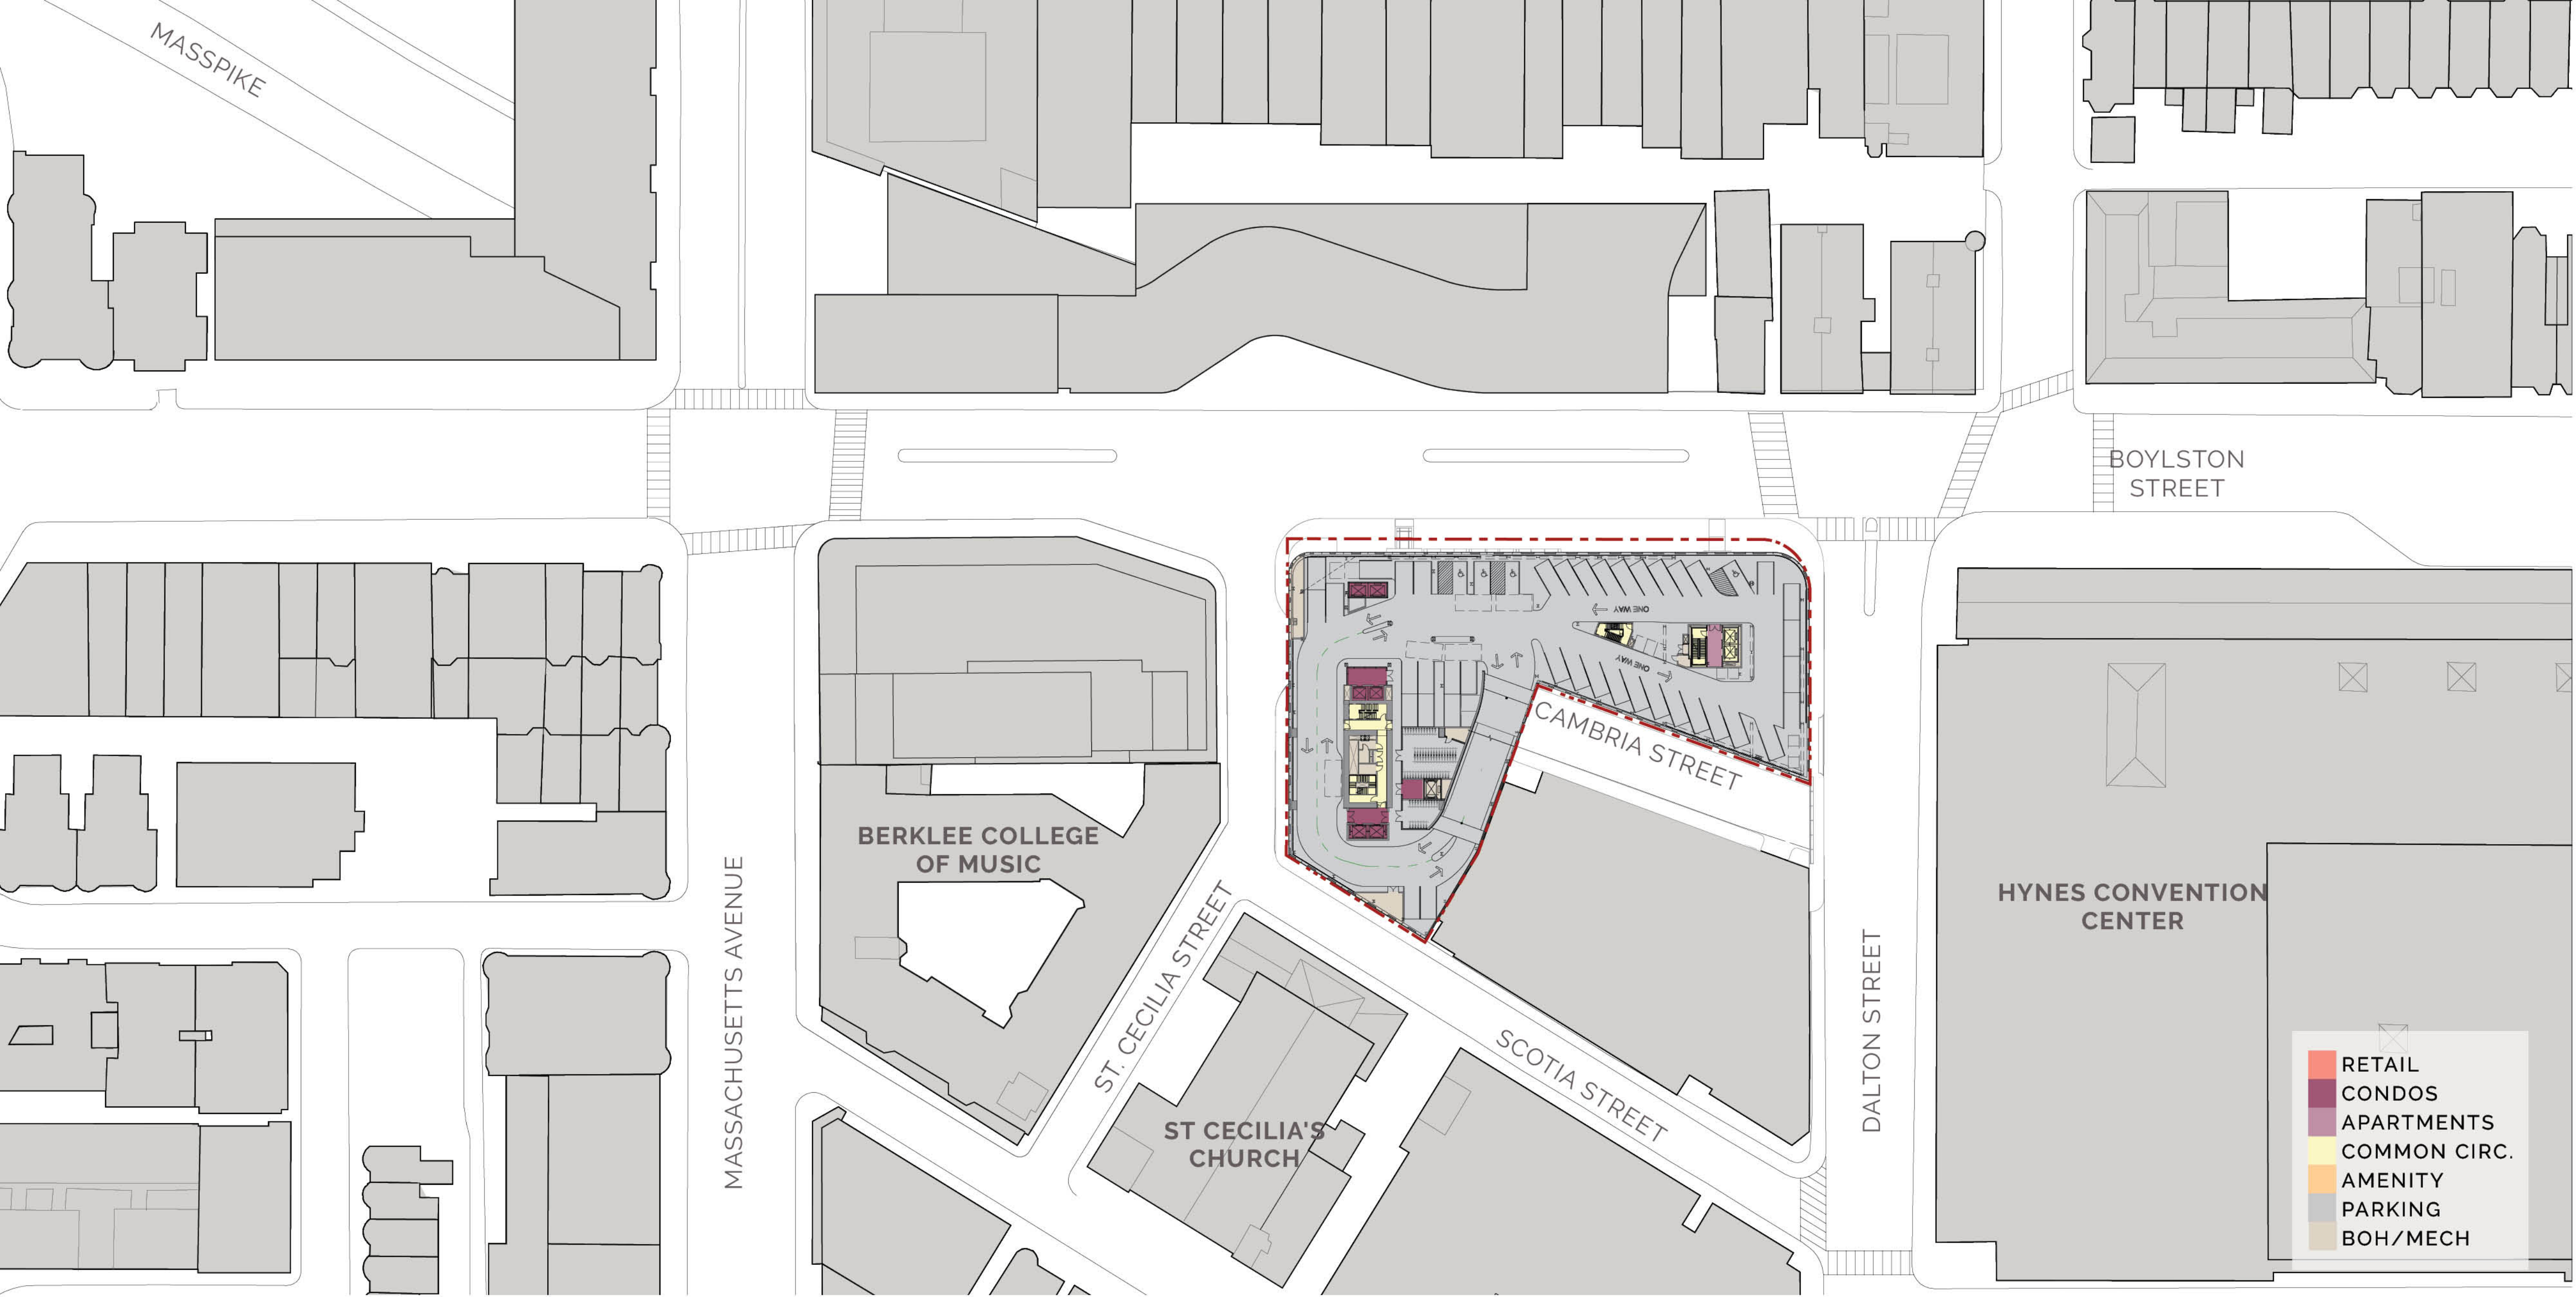 MASSPIKE
BOYLSTON
STREET
ONE WAY
ONE WAY
CAMBRIA STREET
BERKLEE COLLEGE
OF MUSIC
MASSACHUSETTS AVENUE
ST. CECILIA STREET
HYNES CONVENTION
CENTER
DALTON STREET
SCOTIA STREET
ST CECILIA'S
CHURCH
RETAIL
CONDOS
APARTMENTS
COMMON CIRC.
AMENITY
PARKING
BOH/MECH